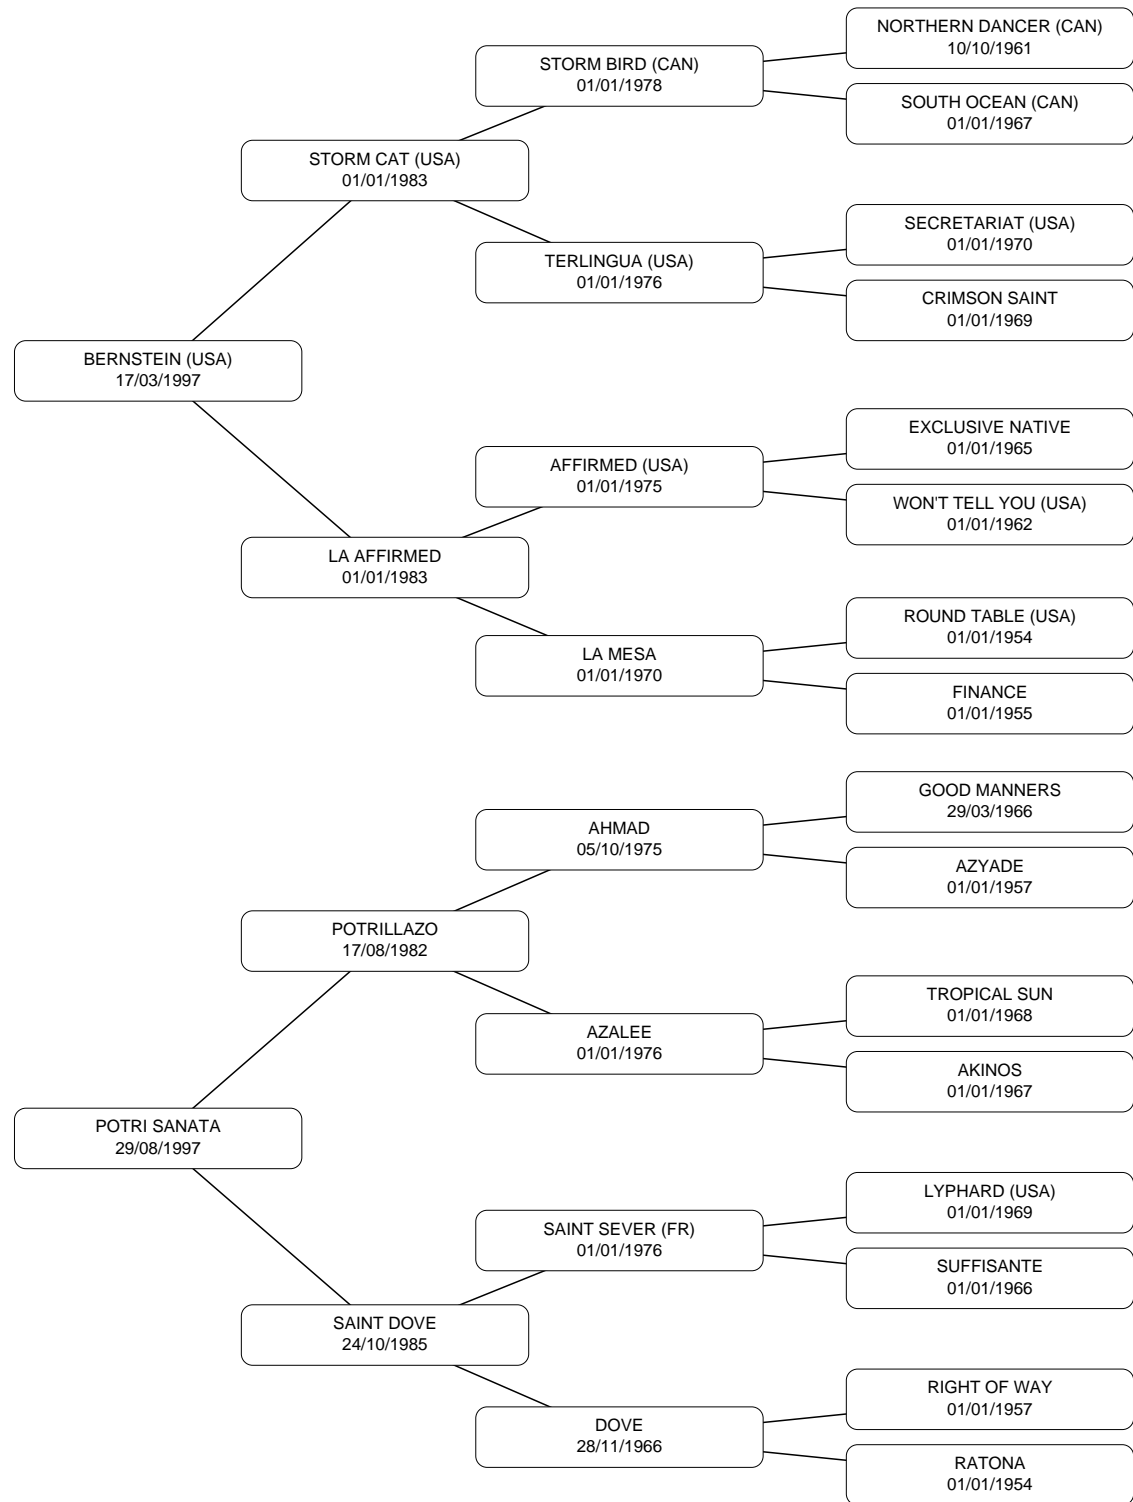 NORTHERN DANCER (CAN)
10/10/1961
STORM BIRD (CAN)
01/01/1978
SOUTH OCEAN (CAN)
01/01/1967
STORM CAT (USA)
01/01/1983
SECRETARIAT (USA)
01/01/1970
TERLINGUA (USA)
01/01/1976
CRIMSON SAINT
01/01/1969
BERNSTEIN (USA)
17/03/1997
EXCLUSIVE NATIVE
01/01/1965
AFFIRMED (USA)
01/01/1975
WON'T TELL YOU (USA)
01/01/1962
LA AFFIRMED
01/01/1983
ROUND TABLE (USA)
01/01/1954
LA MESA
01/01/1970
FINANCE
01/01/1955
GOOD MANNERS
29/03/1966
AHMAD
05/10/1975
AZYADE
01/01/1957
POTRILLAZO
17/08/1982
TROPICAL SUN
01/01/1968
AZALEE
01/01/1976
AKINOS
01/01/1967
POTRI SANATA
29/08/1997
LYPHARD (USA)
01/01/1969
SAINT SEVER (FR)
01/01/1976
SUFFISANTE
01/01/1966
SAINT DOVE
24/10/1985
RIGHT OF WAY
01/01/1957
DOVE
28/11/1966
RATONA
01/01/1954